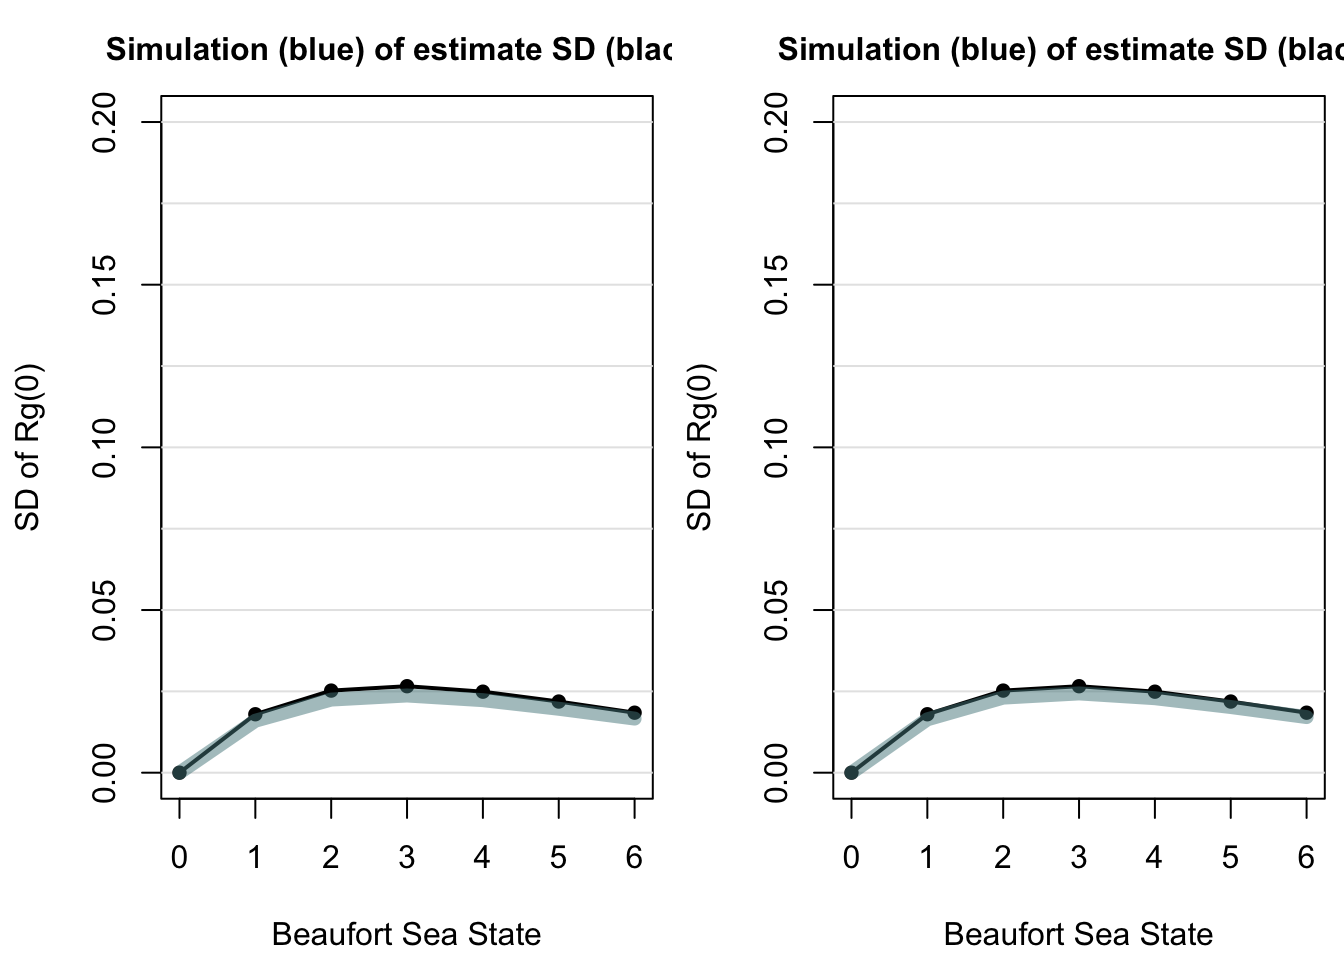 Simulation (blue) of estimate SD (blac
0.20
0.15
0.10
0.05
0.00
SD of Rg(0)
0 1 2 3 4 5 6
Beaufort Sea State
Simulation (blue) of estimate SD (blac
0.20
0.15
0.10
0.05
0.00
SD of Rg(0)
0 1 2 3 4 5 6
Beaufort Sea State